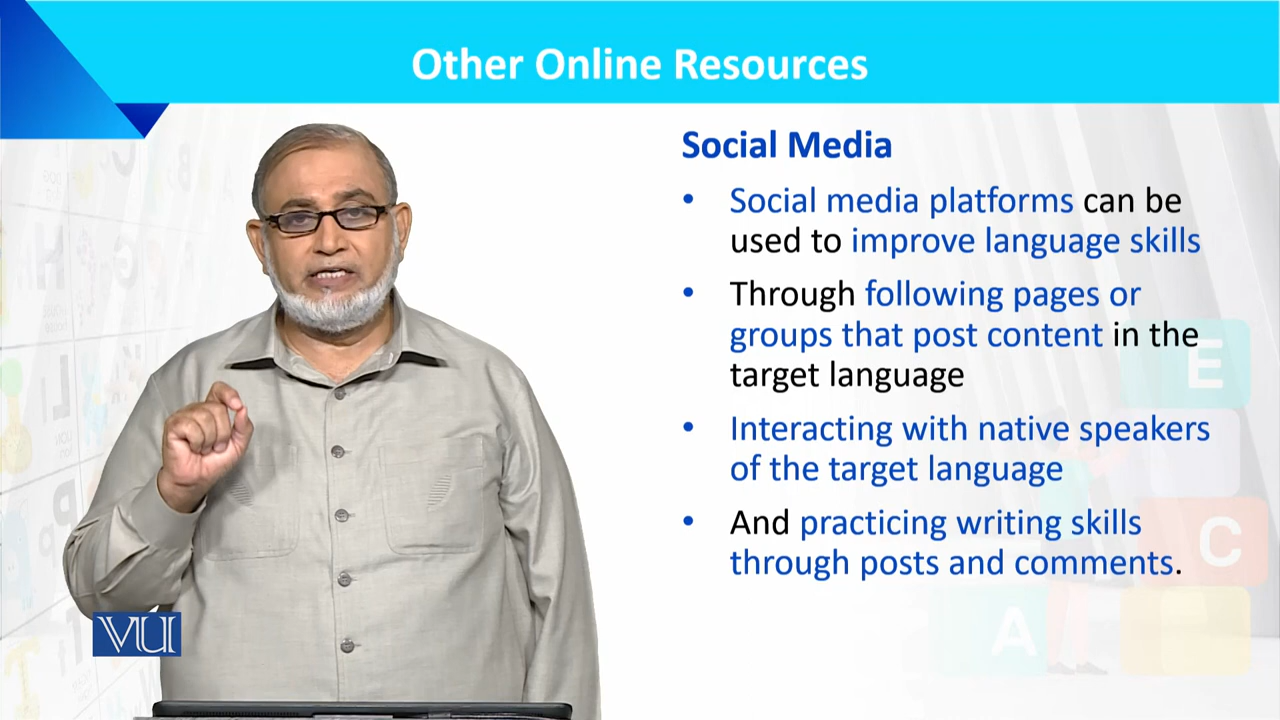 Other Online Resources
Social Media
• Social media platforms can be
used to improve language skills
• Through following pages or
groups that post content in the
target language
• Interacting with native speakers
of the target language
• And practicing writing skills
through posts and comments.
VU
E
C
A